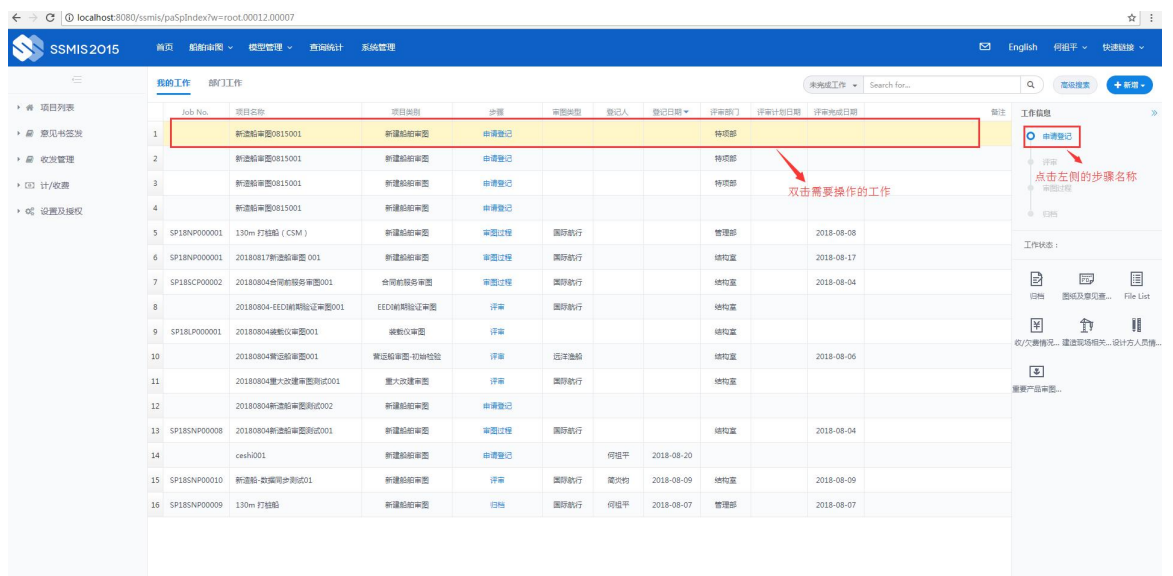 localhost:8080/ssmis/paSpIndex?w=root.00012.00007
SSMIS2015 首页 船舶审图 模型管理 查询统计 系统管理 English 何祖平 快速链接
我的工作 部门工作 未完成工作 Search for... 高级搜索 +新增
项目列表
意见书签发
收发管理
计/收费
设置及授权
Job No. 项目名称 项目类别 步骤 审图类型 登记人 登记日期 评审部门 评审计划日期 评审完成日期 备注
1 新造船审图0815001 新建船舶审图 申请登记 特项部
2 新造船审图0815001 新建船舶审图 申请登记 特项部
3 新造船审图0815001 新建船舶审图 申请登记 特项部
4 新造船审图0815001 新建船舶审图 申请登记
5 SP18NP000001 130m 打桩船(CSM) 新建船舶审图 审图过程 国际航行 管理部 2018-08-08
6 SP18NP000001 20180817新造船审图 001 新建船舶审图 审图过程 国际航行 结构室 2018-08-17
7 SP18SCP00002 20180804合同前服务审图001 合同前服务审图 审图过程 国际航行 结构室 2018-08-04
8 20180804-EEDI前期验证审图001 EEDI前期验证审图 评审 国际航行 结构室
9 SP18LP000001 20180804装载仪审图001 装载仪审图 评审 结构室
10 20180804营运船审图001 营运船审图-初始检验 评审 远洋渔船 结构室 2018-08-06
11 20180804重大改建审图测试001 重大改建审图 评审 国际航行 结构室
12 20180804新造船审图测试002 新建船舶审图 申请登记
13 SP18SNP00008 20180804新造船审图测试001 新建船舶审图 审图过程 国际航行 结构室 2018-08-04
14 ceshi001 新建船舶审图 申请登记 何祖平 2018-08-20
15 SP18SNP00010 新造船-数据同步测试01 新建船舶审图 评审 国际航行 2018-08-09 结构室 2018-08-09
16 SP18SNP00009 130m 打桩船 新建船舶审图 归档 国际航行 何祖平 2018-08-07 管理部 2018-08-07
双击需要操作的工作
工作信息
申请登记
评审
点击左侧的步骤名称
审图过程
归档
工作状态:
归档 图纸及意见查... File List
收/欠费情况... 建造现场相关... 设计方人员情...
重要产品审图...